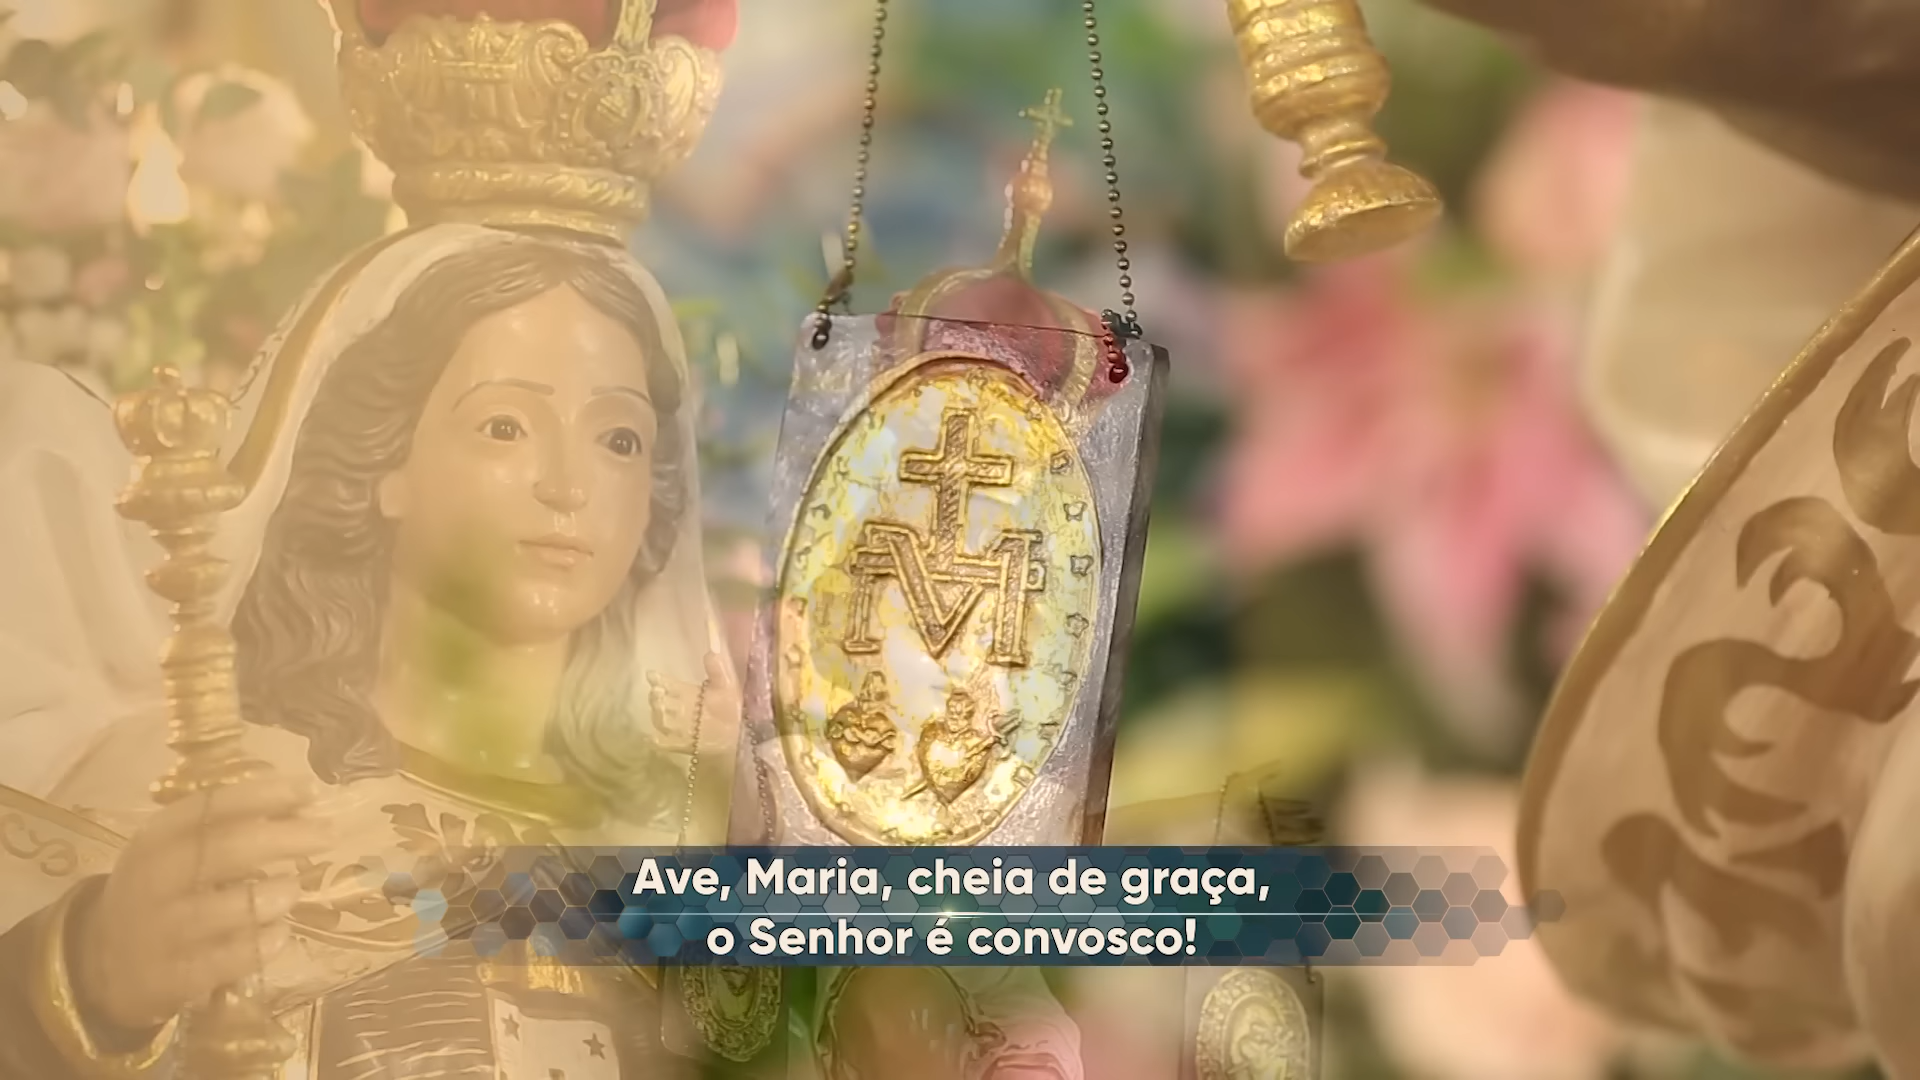 Ave, Maria, cheia de graça,
o Senhor é convosco!